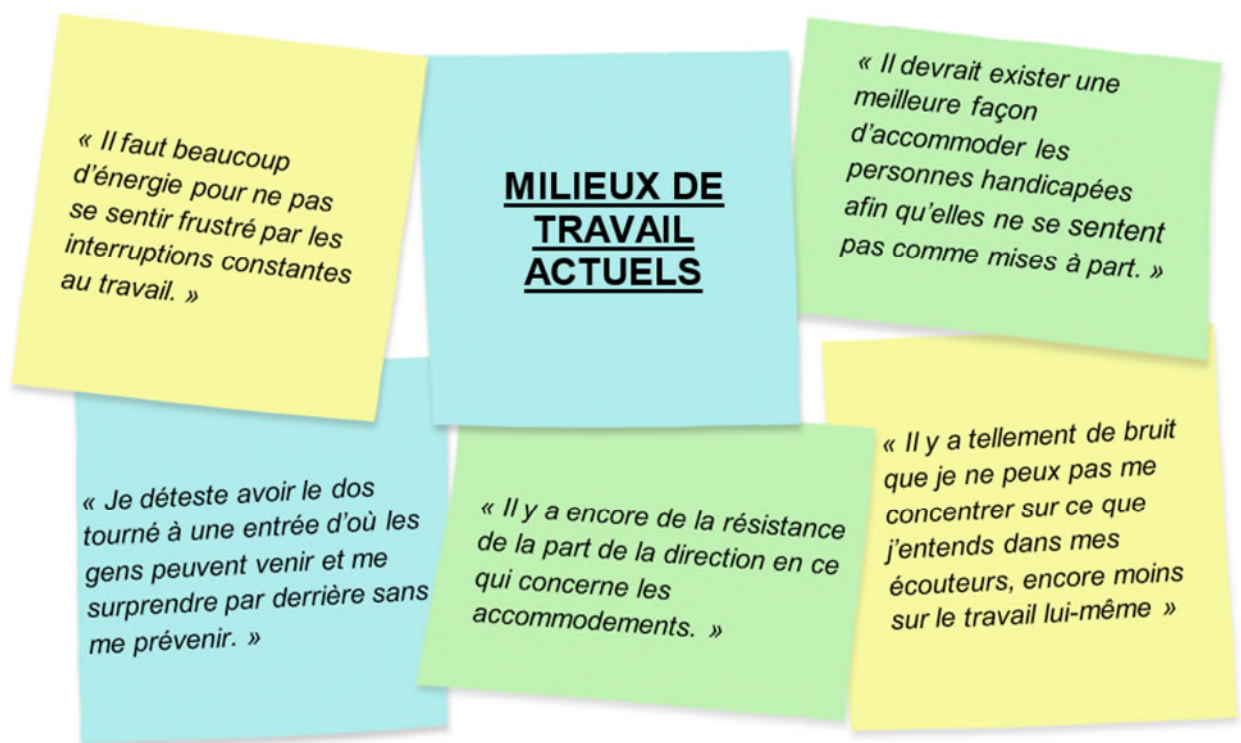 « Il faut beaucoup
d'énergie pour ne pas
se sentir frustré par les
interruptions constantes
au travail. »
MILIEUX DE
TRAVAIL
ACTUELS
« Il devrait exister une
meilleure façon
d'accommoder les
personnes handicapées
afin qu'elles ne se sentent
pas comme mises à part. »
« Je déteste avoir le dos
tourné à une entrée d'où les
gens peuvent venir et me
surprendre par derrière sans
me prévenir. »
« Il y a encore de la résistance
de la part de la direction en ce
qui concerne les
accommodements. »
« Il y a tellement de bruit
que je ne peux pas me
concentrer sur ce que
j'entends dans mes
écouteurs, encore moins
sur le travail lui-même »